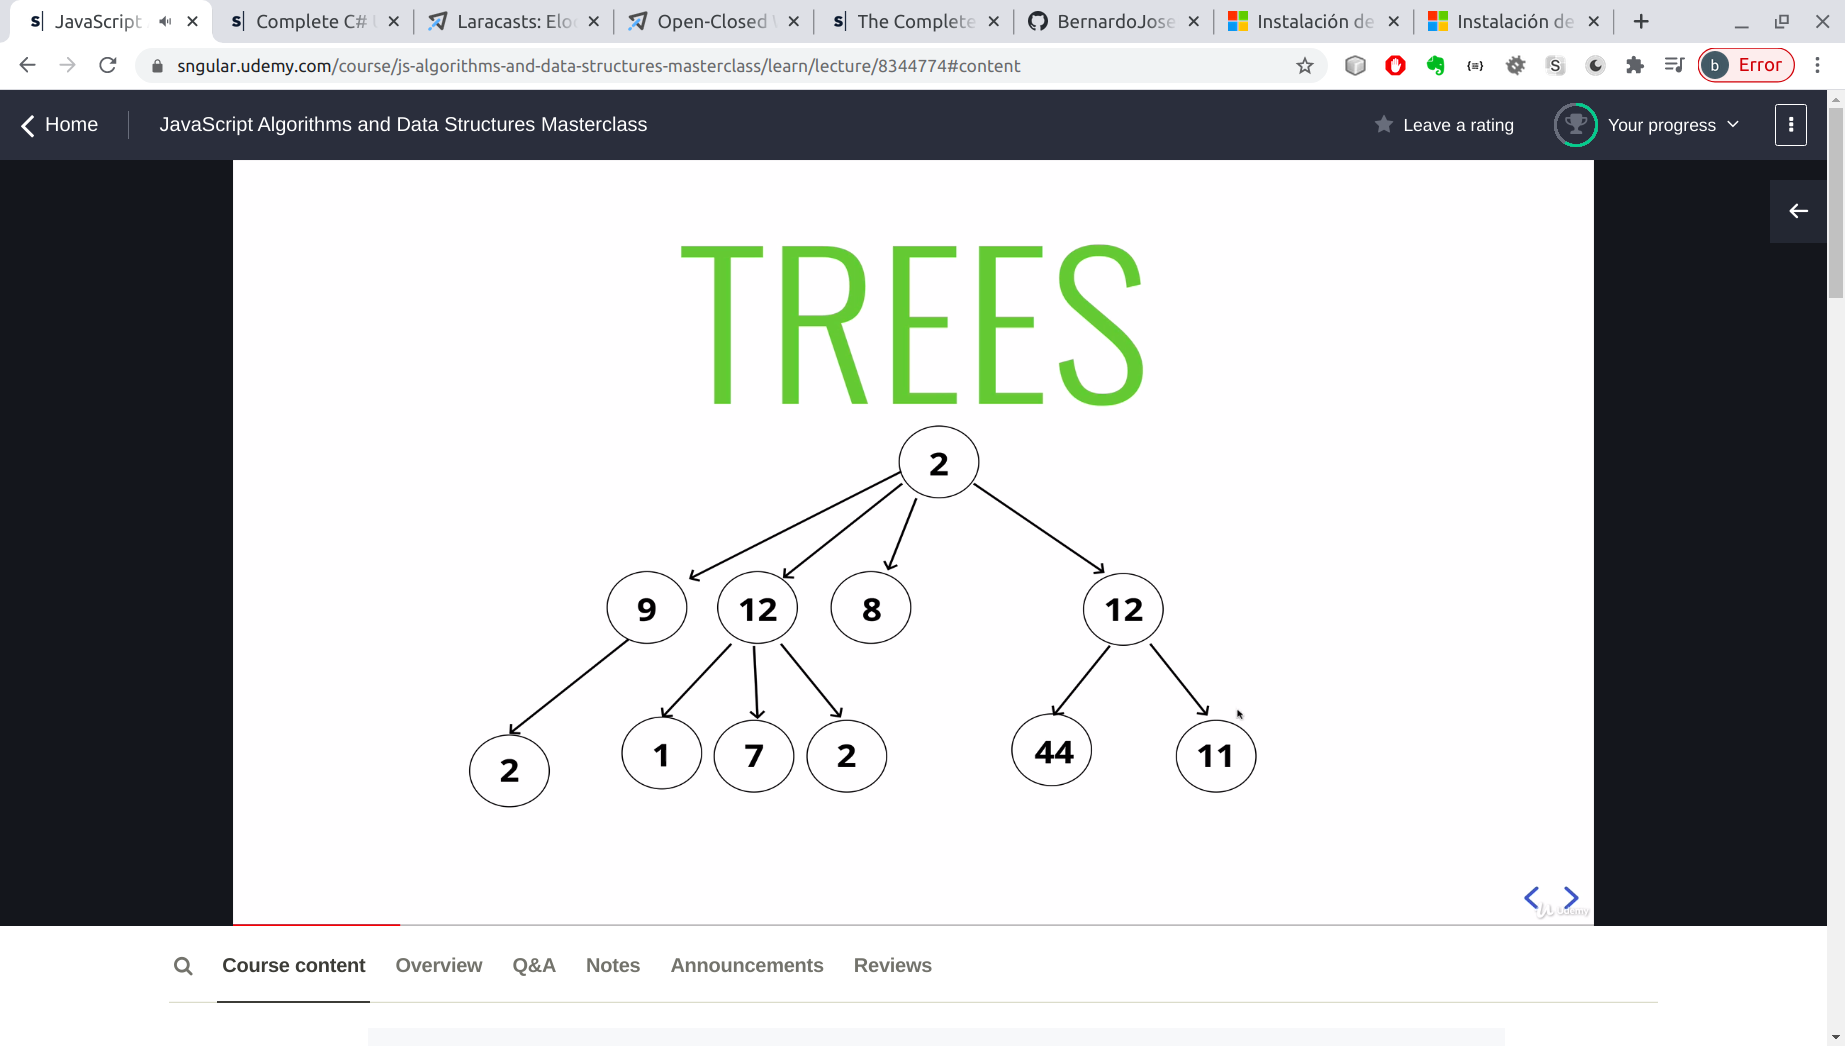 s| JavaScript s| Complete C# Laracasts: Elo Open-Closed s| The Complete BernardoJose Instalación de Instalación de
sngular.udemy.com/course/js-algorithms-and-data-structures-masterclass/learn/lecture/8344774#content S b Error
Home JavaScript Algorithms and Data Structures Masterclass Leave a rating Your progress
TREES
2
9 12 8 12
2 1 7 2 44 11
Udemy
Course content Overview Q&A Notes Announcements Reviews